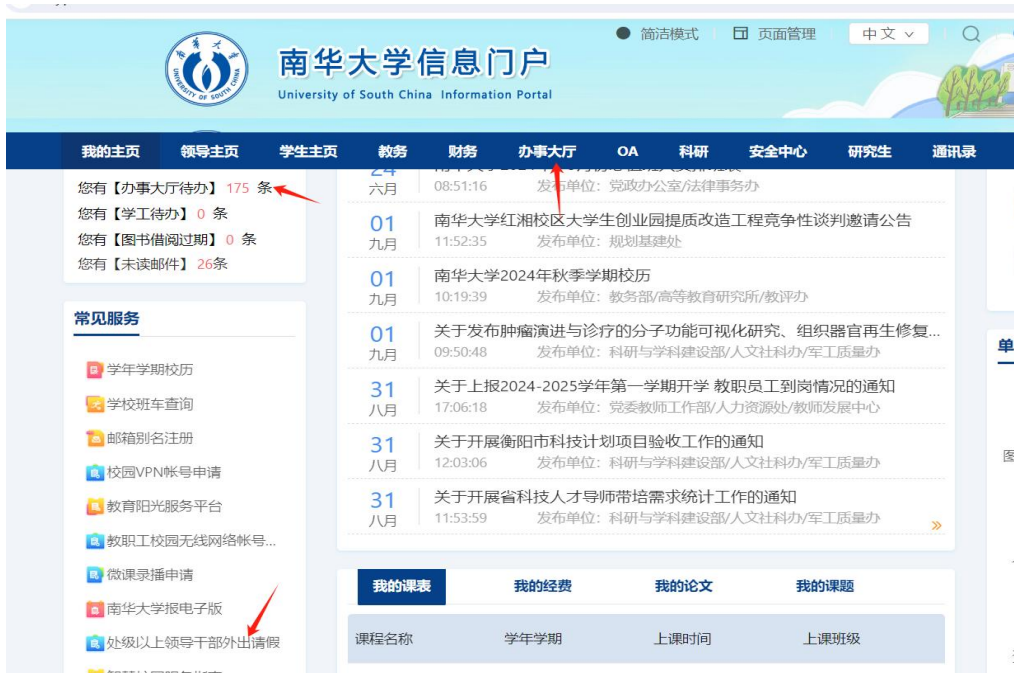 简洁模式 页面管理 中文
南华大学信息门户
University of South China Information Portal
UNIVERSITY OF SOUTH CHINA
我的主页 领导主页 学生主页 教务 财务 办事大厅 OA 科研 安全中心 研究生 通讯录
您有【办事大厅待办】175 条
您有【学工待办】0 条
您有【图书借阅过期】0 条
您有【未读邮件】26条
常见服务
学年学期校历
学校班车查询
邮箱别名注册
校园VPN帐号申请
教育阳光服务平台
教职工校园无线网络帐号...
微课录播申请
南华大学报电子版
处级以上领导干部外出请假
24
六月
08:51:16 发布单位：党政办公室/法律事务办
01
九月
南华大学红湘校区大学生创业园提质改造工程竞争性谈判邀请公告
11:52:35 发布单位：规划基建处
01
九月
南华大学2024年秋季学期校历
10:19:39 发布单位：教务部/高等教育研究所/教评办
01
九月
关于发布肿瘤演进与诊疗的分子功能可视化研究、组织器官再生修复...
09:50:48 发布单位：科研与学科建设部/人文社科办/军工质量办
31
八月
关于上报2024-2025学年第一学期开学 教职员工到岗情况的通知
17:06:18 发布单位：党委教师工作部/人力资源处/教师发展中心
31
八月
关于开展衡阳市科技计划项目验收工作的通知
12:03:06 发布单位：科研与学科建设部/人文社科办/军工质量办
31
八月
关于开展省科技人才导师带培需求统计工作的通知
11:53:59 发布单位：科研与学科建设部/人文社科办/军工质量办
我的课表 我的经费 我的论文 我的课题
课程名称 学年学期 上课时间 上课班级
单
图